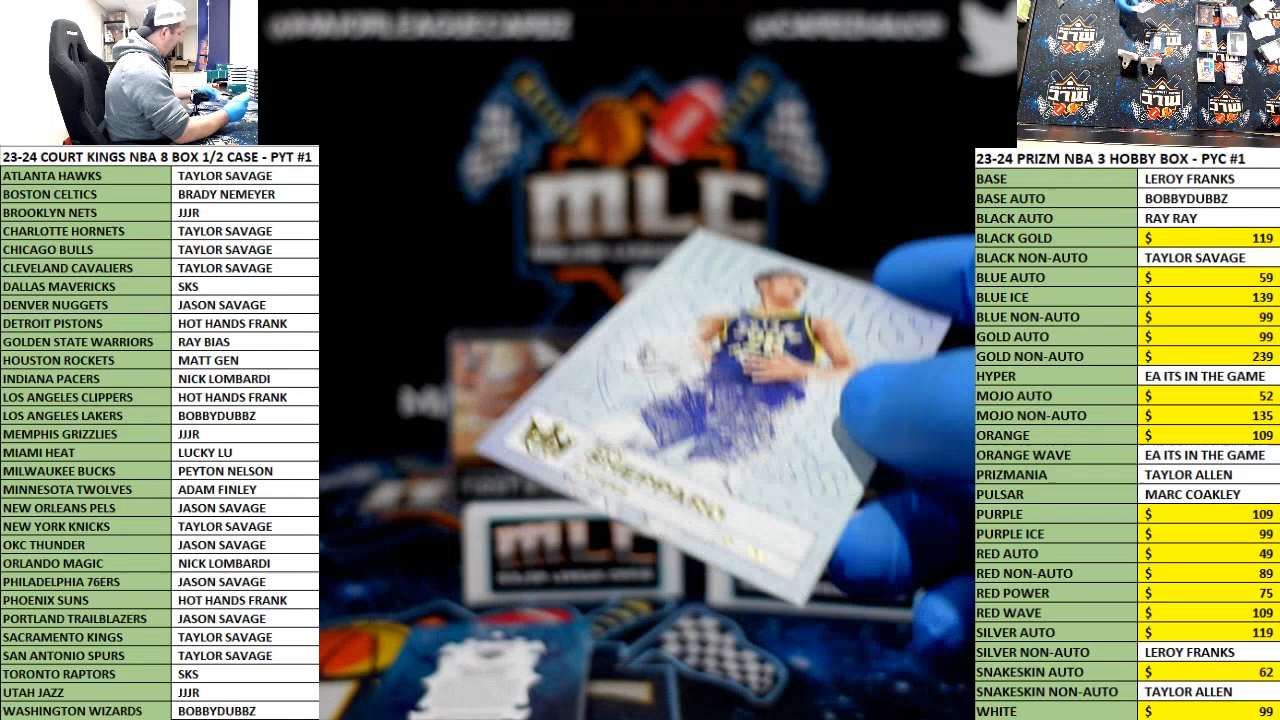 23-24 COURT KINGS NBA 8 BOX 1/2 CASE - PYT #1
ATLANTA HAWKS TAYLOR SAVAGE
BOSTON CELTICS BRADY NEMEYER
BROOKLYN NETS JJJR
CHARLOTTE HORNETS TAYLOR SAVAGE
CHICAGO BULLS TAYLOR SAVAGE
CLEVELAND CAVALIERS TAYLOR SAVAGE
DALLAS MAVERICKS SKS
DENVER NUGGETS JASON SAVAGE
DETROIT PISTONS HOT HANDS FRANK
GOLDEN STATE WARRIORS RAY BIAS
HOUSTON ROCKETS MATT GEN
INDIANA PACERS NICK LOMBARDI
LOS ANGELES CLIPPERS HOT HANDS FRANK
LOS ANGELES LAKERS BOBBYDUBBZ
MEMPHIS GRIZZLIES JJJR
MIAMI HEAT LUCKY LU
MILWAUKEE BUCKS PEYTON NELSON
MINNESOTA TWOLVES ADAM FINLEY
NEW ORLEANS PELS JASON SAVAGE
NEW YORK KNICKS TAYLOR SAVAGE
OKC THUNDER JASON SAVAGE
ORLANDO MAGIC NICK LOMBARDI
PHILADELPHIA 76ERS JASON SAVAGE
PHOENIX SUNS HOT HANDS FRANK
PORTLAND TRAILBLAZERS JASON SAVAGE
SACRAMENTO KINGS TAYLOR SAVAGE
SAN ANTONIO SPURS TAYLOR SAVAGE
TORONTO RAPTORS SKS
UTAH JAZZ JJJR
WASHINGTON WIZARDS BOBBYDUBBZ
MLC
SHEPPARD
MLC
23-24 PRIZM NBA 3 HOBBY BOX - PYC #1
BASE LEROY FRANKS
BASE AUTO BOBBYDUBBZ
BLACK AUTO RAY RAY
BLACK GOLD $ 119
BLACK NON-AUTO TAYLOR SAVAGE
BLUE AUTO $ 59
BLUE ICE $ 139
BLUE NON-AUTO $ 99
GOLD AUTO $ 99
GOLD NON-AUTO $ 239
HYPER EA ITS IN THE GAME
MOJO AUTO $ 52
MOJO NON-AUTO $ 135
ORANGE $ 109
ORANGE WAVE EA ITS IN THE GAME
PRIZMANIA TAYLOR ALLEN
PULSAR MARC COAKLEY
PURPLE $ 109
PURPLE ICE $ 99
RED AUTO $ 49
RED NON-AUTO $ 89
RED POWER $ 75
RED WAVE $ 109
SILVER AUTO $ 119
SILVER NON-AUTO LEROY FRANKS
SNAKESKIN AUTO $ 62
SNAKESKIN NON-AUTO TAYLOR ALLEN
WHITE $ 99